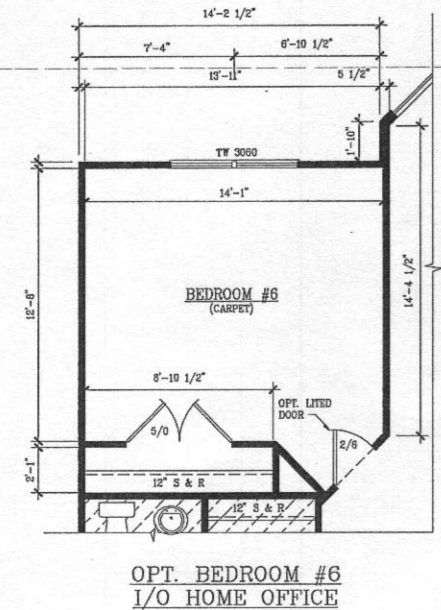 14'-2 1/2"
7'-4"
6'-10 1/2"
13'-11"
5 1/2"
1'-10"
TW 3060
14'-1"
12'-8"
14'-4 1/2"
BEDROOM #6
(CARPET)
8'-10 1/2"
OPT. LITED
DOOR
5/0
2/6
2'-1"
12" S & R
12" S & R
OPT. BEDROOM #6
I/O HOME OFFICE